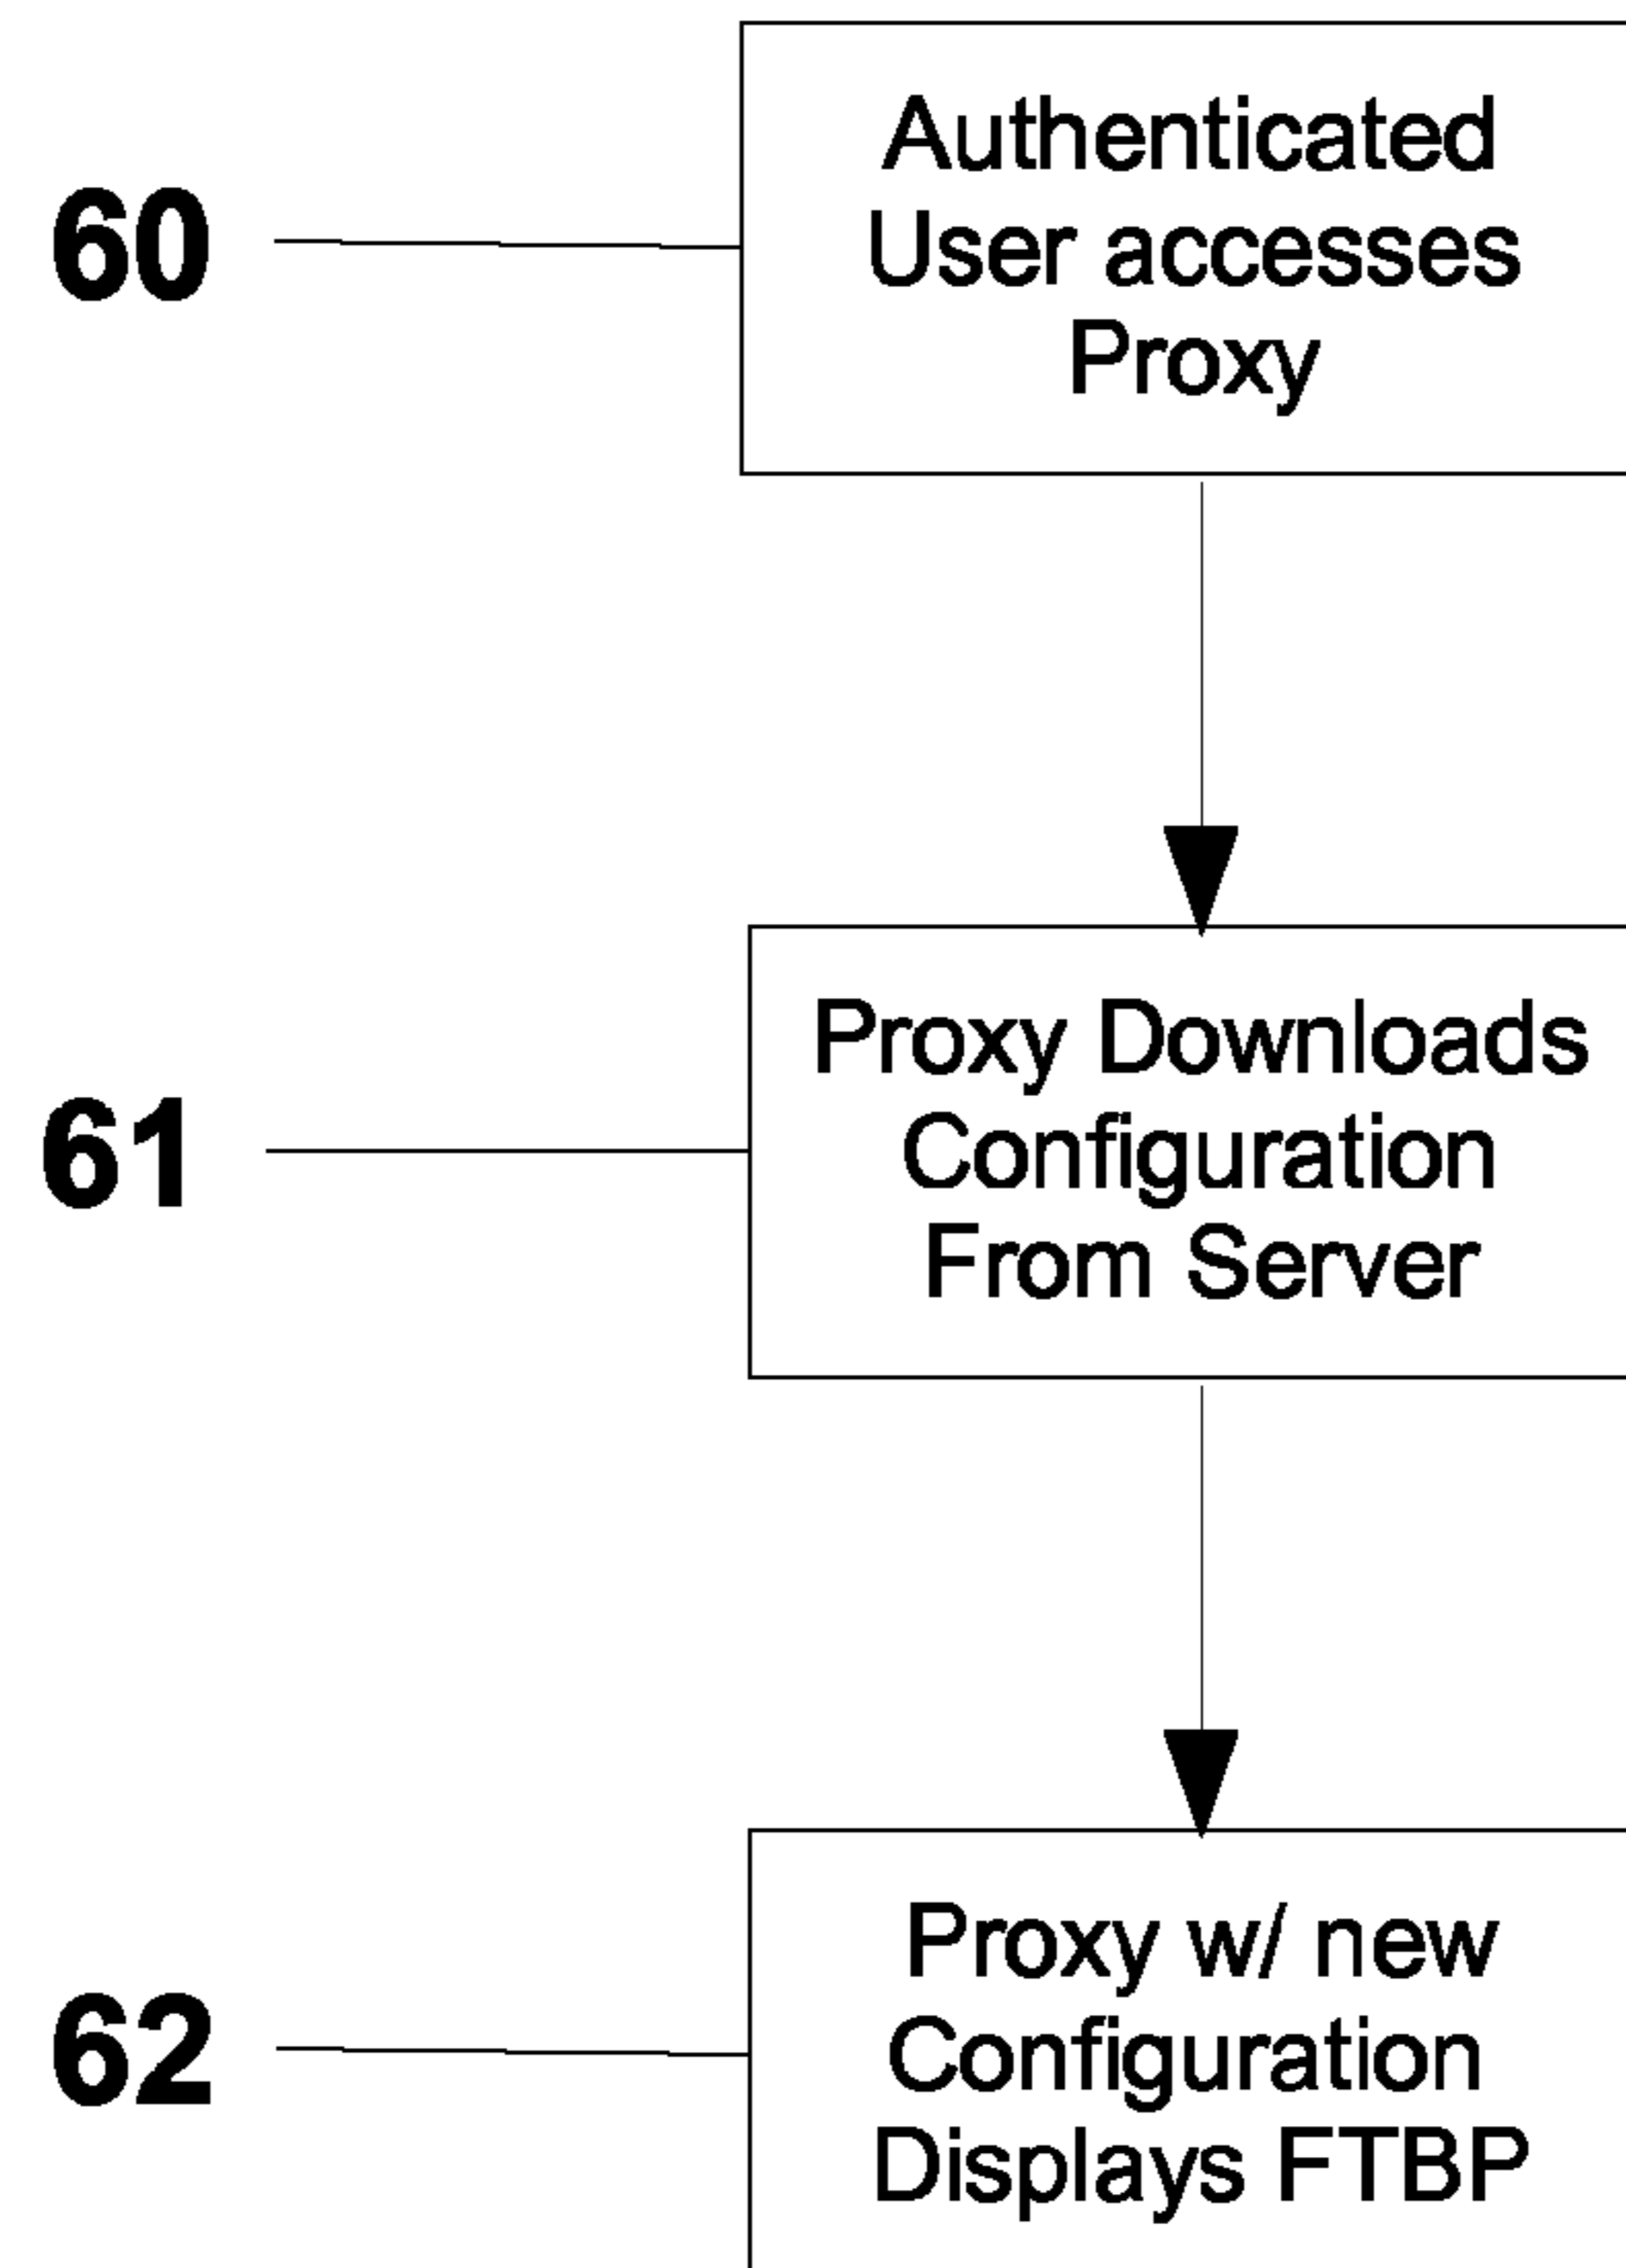 60
Authenticated
User accesses
Proxy
61
Proxy Downloads
Configuration
From Server
62
Proxy w/ new
Configuration
Displays FTBP